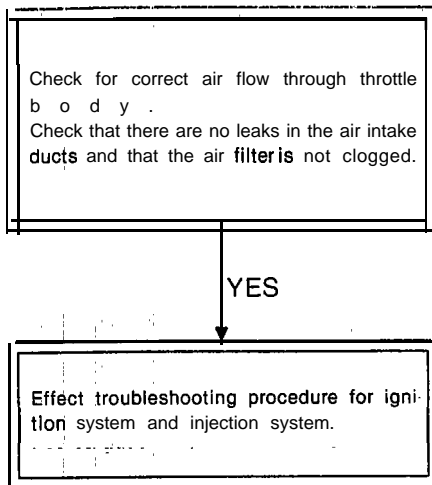 Check for correct air flow through throttle
b o d y .
Check that there are no leaks in the air intake
ducts and that the air filter is not clogged.
YES
Effect troubleshooting procedure for igni-
tion system and injection system.